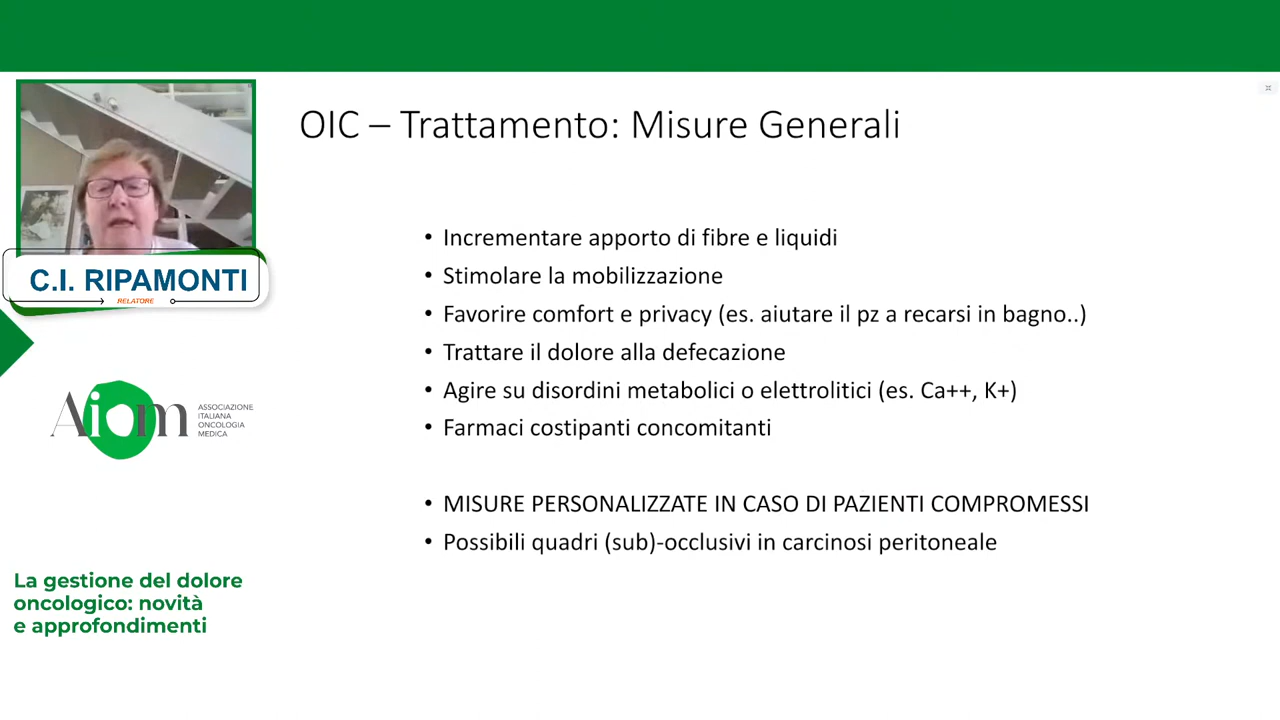 OIC – Trattamento: Misure Generali
C.I. RIPAMONTI
RELATORE
• Incrementare apporto di fibre e liquidi
• Stimolare la mobilizzazione
• Favorire comfort e privacy (es. aiutare il pz a recarsi in bagno..)
• Trattare il dolore alla defecazione
• Agire su disordini metabolici o elettrolitici (es. Ca++, K+)
• Farmaci costipanti concomitanti
• MISURE PERSONALIZZATE IN CASO DI PAZIENTI COMPROMESSI
• Possibili quadri (sub)-occlusivi in carcinosi peritoneale
Aiom
ASSOCIAZIONE
ITALIANA
ONCOLOGIA
MEDICA
La gestione del dolore
oncologico: novità
e approfondimenti